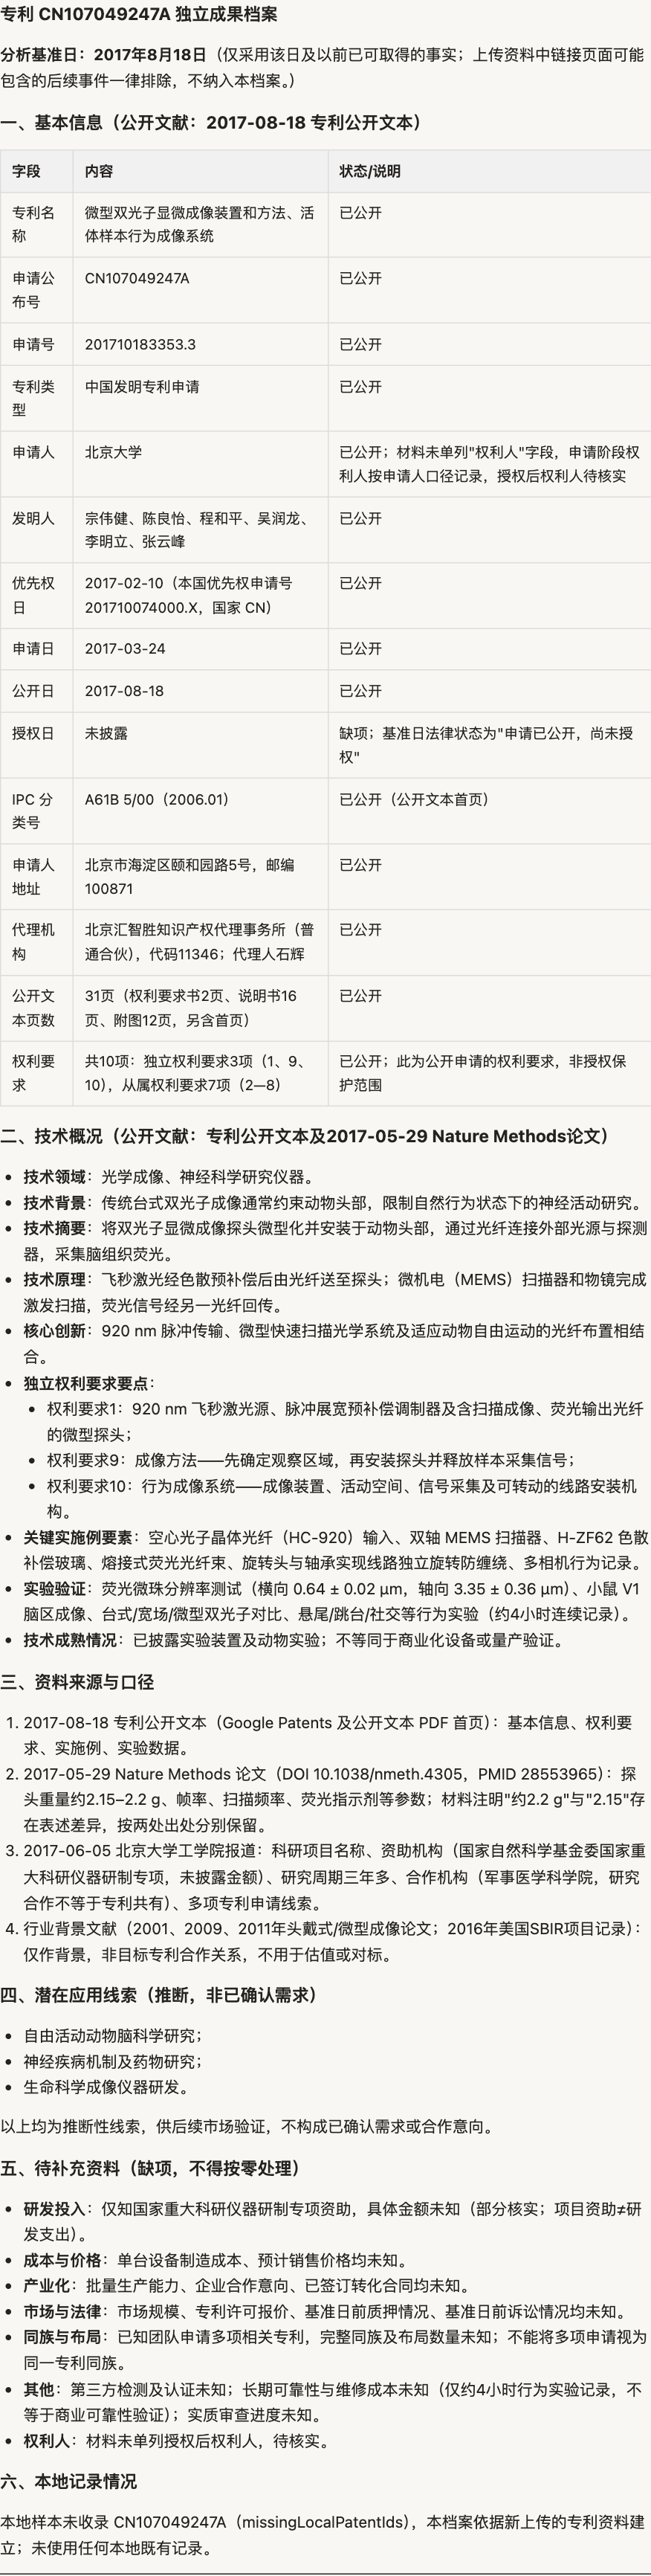 专利 CN107049247A 独立成果档案
分析基准日：2017年8月18日（仅采用该日及以前已可取得的事实；上传资料中链接页面可能
包含的后续事件一律排除，不纳入本档案。）
一、基本信息（公开文献：2017-08-18 专利公开文本）
字段 内容 状态/说明
专利名 微型双光子显微成像装置和方法、活 已公开
称 体样本行为成像系统
申请公 CN107049247A 已公开
布号
申请号 201710183353.3 已公开
专利类 中国发明专利申请 已公开
型
申请人 北京大学 已公开；材料未单列"权利人"字段，申请阶段权
利人按申请人口径记录，授权后权利人待核实
发明人 宗伟健、陈良怡、程和平、吴润龙、 已公开
李明立、张云峰
优先权 2017-02-10（本国优先权申请号 已公开
日 201710074000.X，国家 CN）
申请日 2017-03-24 已公开
公开日 2017-08-18 已公开
授权日 未披露 缺项；基准日法律状态为"申请已公开，尚未授
权"
IPC 分 A61B 5/00（2006.01） 已公开（公开文本首页）
类号
申请人 北京市海淀区颐和园路5号，邮编 已公开
地址 100871
代理机 北京汇智胜知识产权代理事务所（普 已公开
构 通合伙），代码11346；代理人石辉
公开文 31页（权利要求书2页、说明书16 已公开
本页数 页、附图12页，另含首页）
权利要 共10项：独立权利要求3项（1、9、 已公开；此为公开申请的权利要求，非授权保
求 10），从属权利要求7项（2—8） 护范围
二、技术概况（公开文献：专利公开文本及2017-05-29 Nature Methods论文）
• 技术领域：光学成像、神经科学研究仪器。
• 技术背景：传统台式双光子成像通常约束动物头部，限制自然行为状态下的神经活动研究。
• 技术摘要：将双光子显微成像探头微型化并安装于动物头部，通过光纤连接外部光源与探测
器，采集脑组织荧光。
• 技术原理：飞秒激光经色散预补偿后由光纤送至探头；微机电（MEMS）扫描器和物镜完成
激发扫描，荧光信号经另一光纤回传。
• 核心创新：920 nm 脉冲传输、微型快速扫描光学系统及适应动物自由运动的光纤布置相结
合。
• 独立权利要求要点：
• 权利要求1：920 nm 飞秒激光源、脉冲展宽预补偿调制器及含扫描成像、荧光输出光纤
的微型探头；
• 权利要求9：成像方法——先确定观察区域，再安装探头并释放样本采集信号；
• 权利要求10：行为成像系统——成像装置、活动空间、信号采集及可转动的线路安装机
构。
• 关键实施例要素：空心光子晶体光纤（HC-920）输入、双轴 MEMS 扫描器、H-ZF62 色散
补偿玻璃、熔接式荧光光纤束、旋转头与轴承实现线路独立旋转防缠绕、多相机行为记录。
• 实验验证：荧光微珠分辨率测试（横向 0.64 ± 0.02 μm，轴向 3.35 ± 0.36 μm）、小鼠 V1
脑区成像、台式/宽场/微型双光子对比、悬尾/跳台/社交等行为实验（约4小时连续记录）。
• 技术成熟情况：已披露实验装置及动物实验；不等同于商业化设备或量产验证。
三、资料来源与口径
1. 2017-08-18 专利公开文本（Google Patents 及公开文本 PDF 首页）：基本信息、权利要
求、实施例、实验数据。
2. 2017-05-29 Nature Methods 论文（DOI 10.1038/nmeth.4305，PMID 28553965）：探
头重量约2.15–2.2 g、帧率、扫描频率、荧光指示剂等参数；材料注明"约2.2 g"与"2.15"存
在表述差异，按两处出处分别保留。
3. 2017-06-05 北京大学工学院报道：科研项目名称、资助机构（国家自然科学基金委国家重
大科研仪器研制专项，未披露金额）、研究周期三年多、合作机构（军事医学科学院，研究
合作不等于专利共有）、多项专利申请线索。
4. 行业背景文献（2001、2009、2011年头戴式/微型成像论文；2016年美国SBIR项目记录）：
仅作背景，非目标专利合作关系，不用于估值或对标。
四、潜在应用线索（推断，非已确认需求）
• 自由活动动物脑科学研究；
• 神经疾病机制及药物研究；
• 生命科学成像仪器研发。
以上均为推断性线索，供后续市场验证，不构成已确认需求或合作意向。
五、待补充资料（缺项，不得按零处理）
• 研发投入：仅知国家重大科研仪器研制专项资助，具体金额未知（部分核实；项目资助≠研
发支出）。
• 成本与价格：单台设备制造成本、预计销售价格均未知。
• 产业化：批量生产能力、企业合作意向、已签订转化合同均未知。
• 市场与法律：市场规模、专利许可报价、基准日前质押情况、基准日前诉讼情况均未知。
• 同族与布局：已知团队申请多项相关专利，完整同族及布局数量未知；不能将多项申请视为
同一专利同族。
• 其他：第三方检测及认证未知；长期可靠性与维修成本未知（仅约4小时行为实验记录，不
等于商业可靠性验证）；实质审查进度未知。
• 权利人：材料未单列授权后权利人，待核实。
六、本地记录情况
本地样本未收录 CN107049247A（missingLocalPatentIds），本档案依据新上传的专利资料建
立；未使用任何本地既有记录。